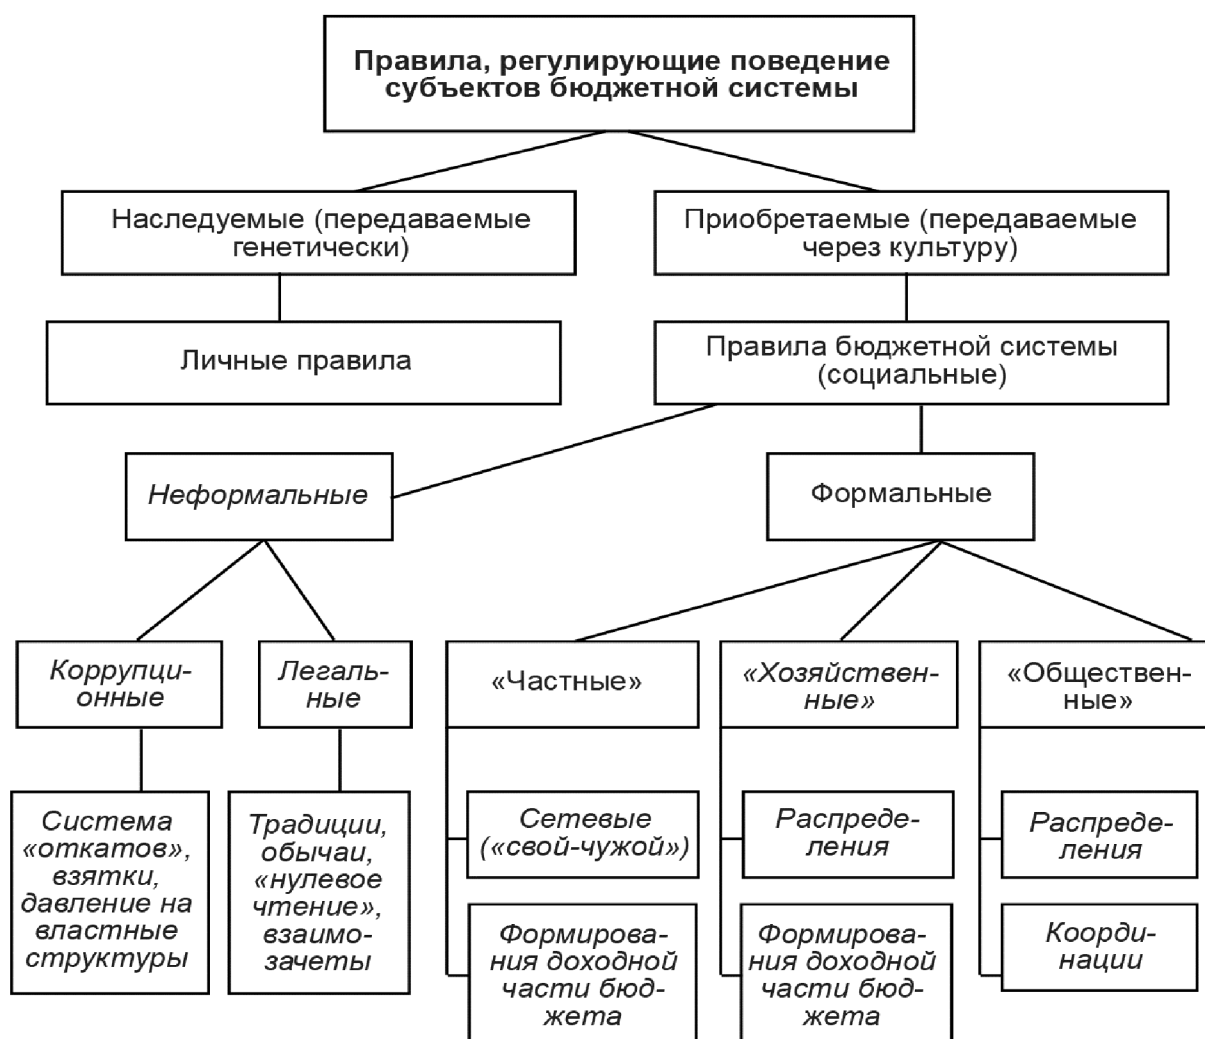 Правила, регулирующие поведение
субъектов бюджетной системы
Наследуемые (передаваемые
генетически)
Приобретаемые (передаваемые
через культуру)
Личные правила
Правила бюджетной системы
(социальные)
Неформальные
Формальные
Коррупци-
онные
Легаль-
ные
«Частные»
«Хозяйствен-
ные»
«Обществен-
ные»
Система
«откатов»,
взятки,
давление на
властные
структуры
Традиции,
обычаи,
«нулевое
чтение»,
взаимо-
зачеты
Сетевые
(«свой-чужой»)
Распреде-
ления
Распреде-
ления
Формирова-
ния доходной
части бюд-
жета
Формирова-
ния доходной
части бюд-
жета
Коорди-
нации